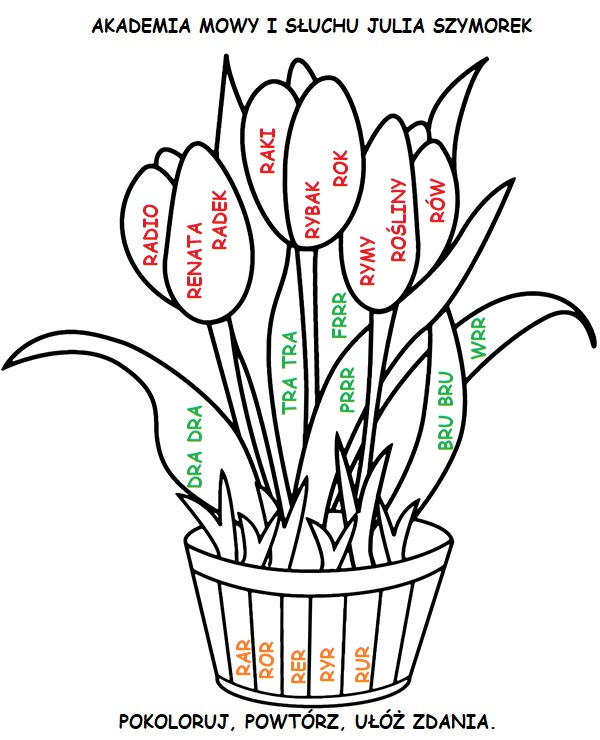 AKADEMIA MOWY I SŁUCHU JULIA SZYMOREK
RADIO
RENATA
RADEK
RAKI
RYBAK
ROK
RYMY
ROŚLINY
RÓW
DRA DRA
TRA TRA
FRRR
PRRR
BRU BRU
WRR
RAR
ROR
RER
RYR
RUR
POKOLORUJ, POWTÓRZ, UŁÓŻ ZDANIA.